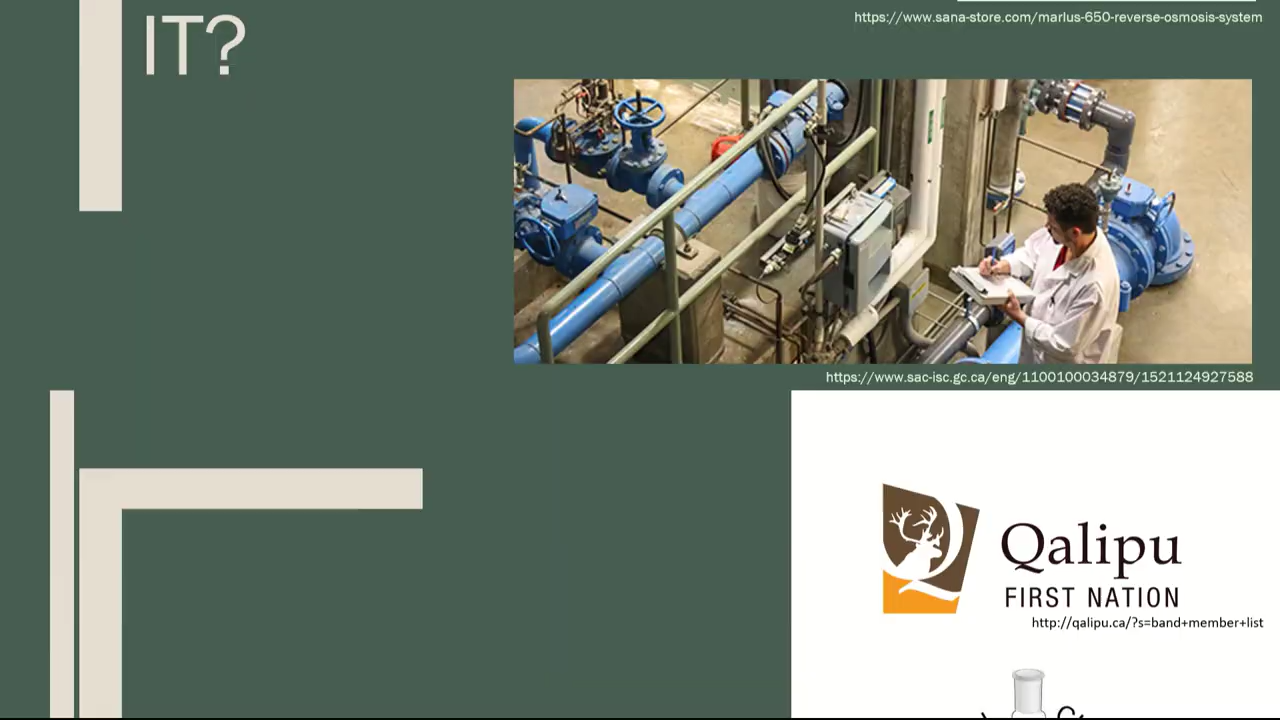 IT?
https://www.sana-store.com/marlus-650-reverse-osmosis-system
https://www.sac-isc.gc.ca/eng/1100100034879/1521124927588
Qalipu
FIRST NATION
http://qalipu.ca/?s=band+member+list